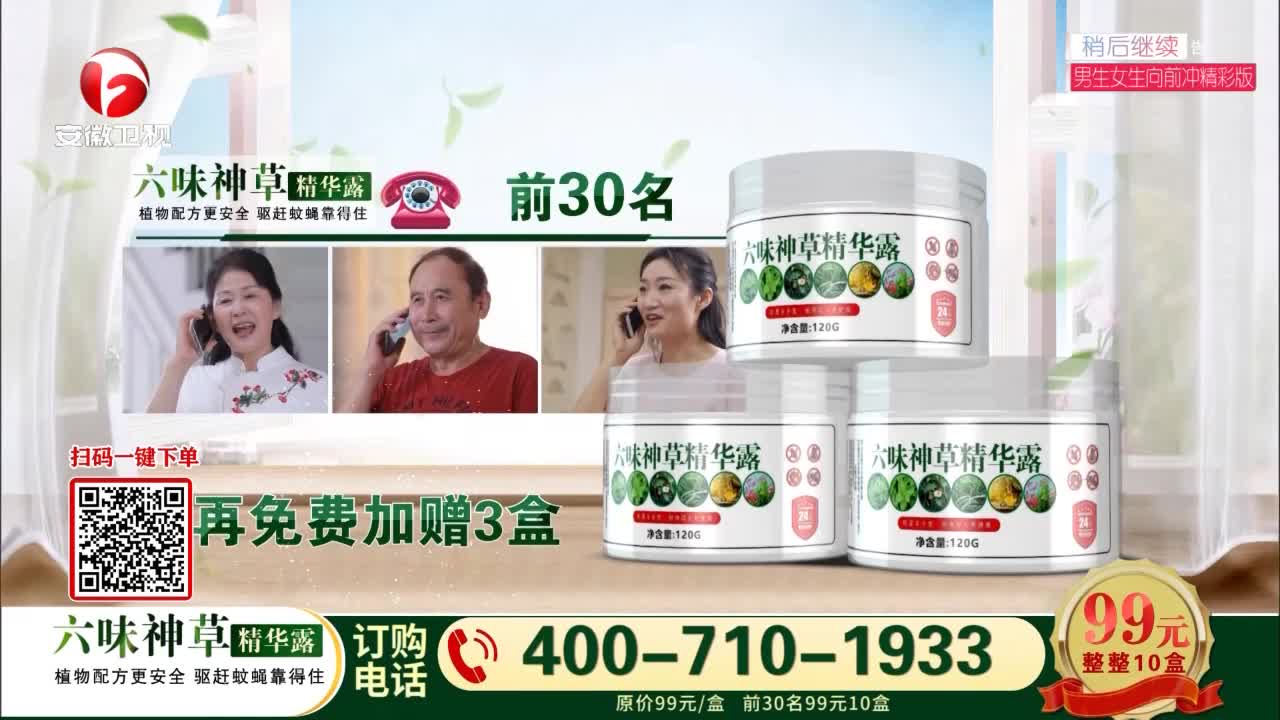 稍后继续
男生女生向前冲精彩版
安徽卫视
六味神草 精华露
植物配方更安全 驱赶蚊蝇靠得住
前30名
六味神草精华露
24
净含量:120G
六味神草精华露
24
净含量:120G
六味神草精华露
24
净含量:120G
扫码一键下单
再免费加赠3盒
六味神草 精华露
植物配方更安全 驱赶蚊蝇靠得住
订购
电话
400-710-1933
原价99元/盒 前30名99元10盒
99元
整整10盒